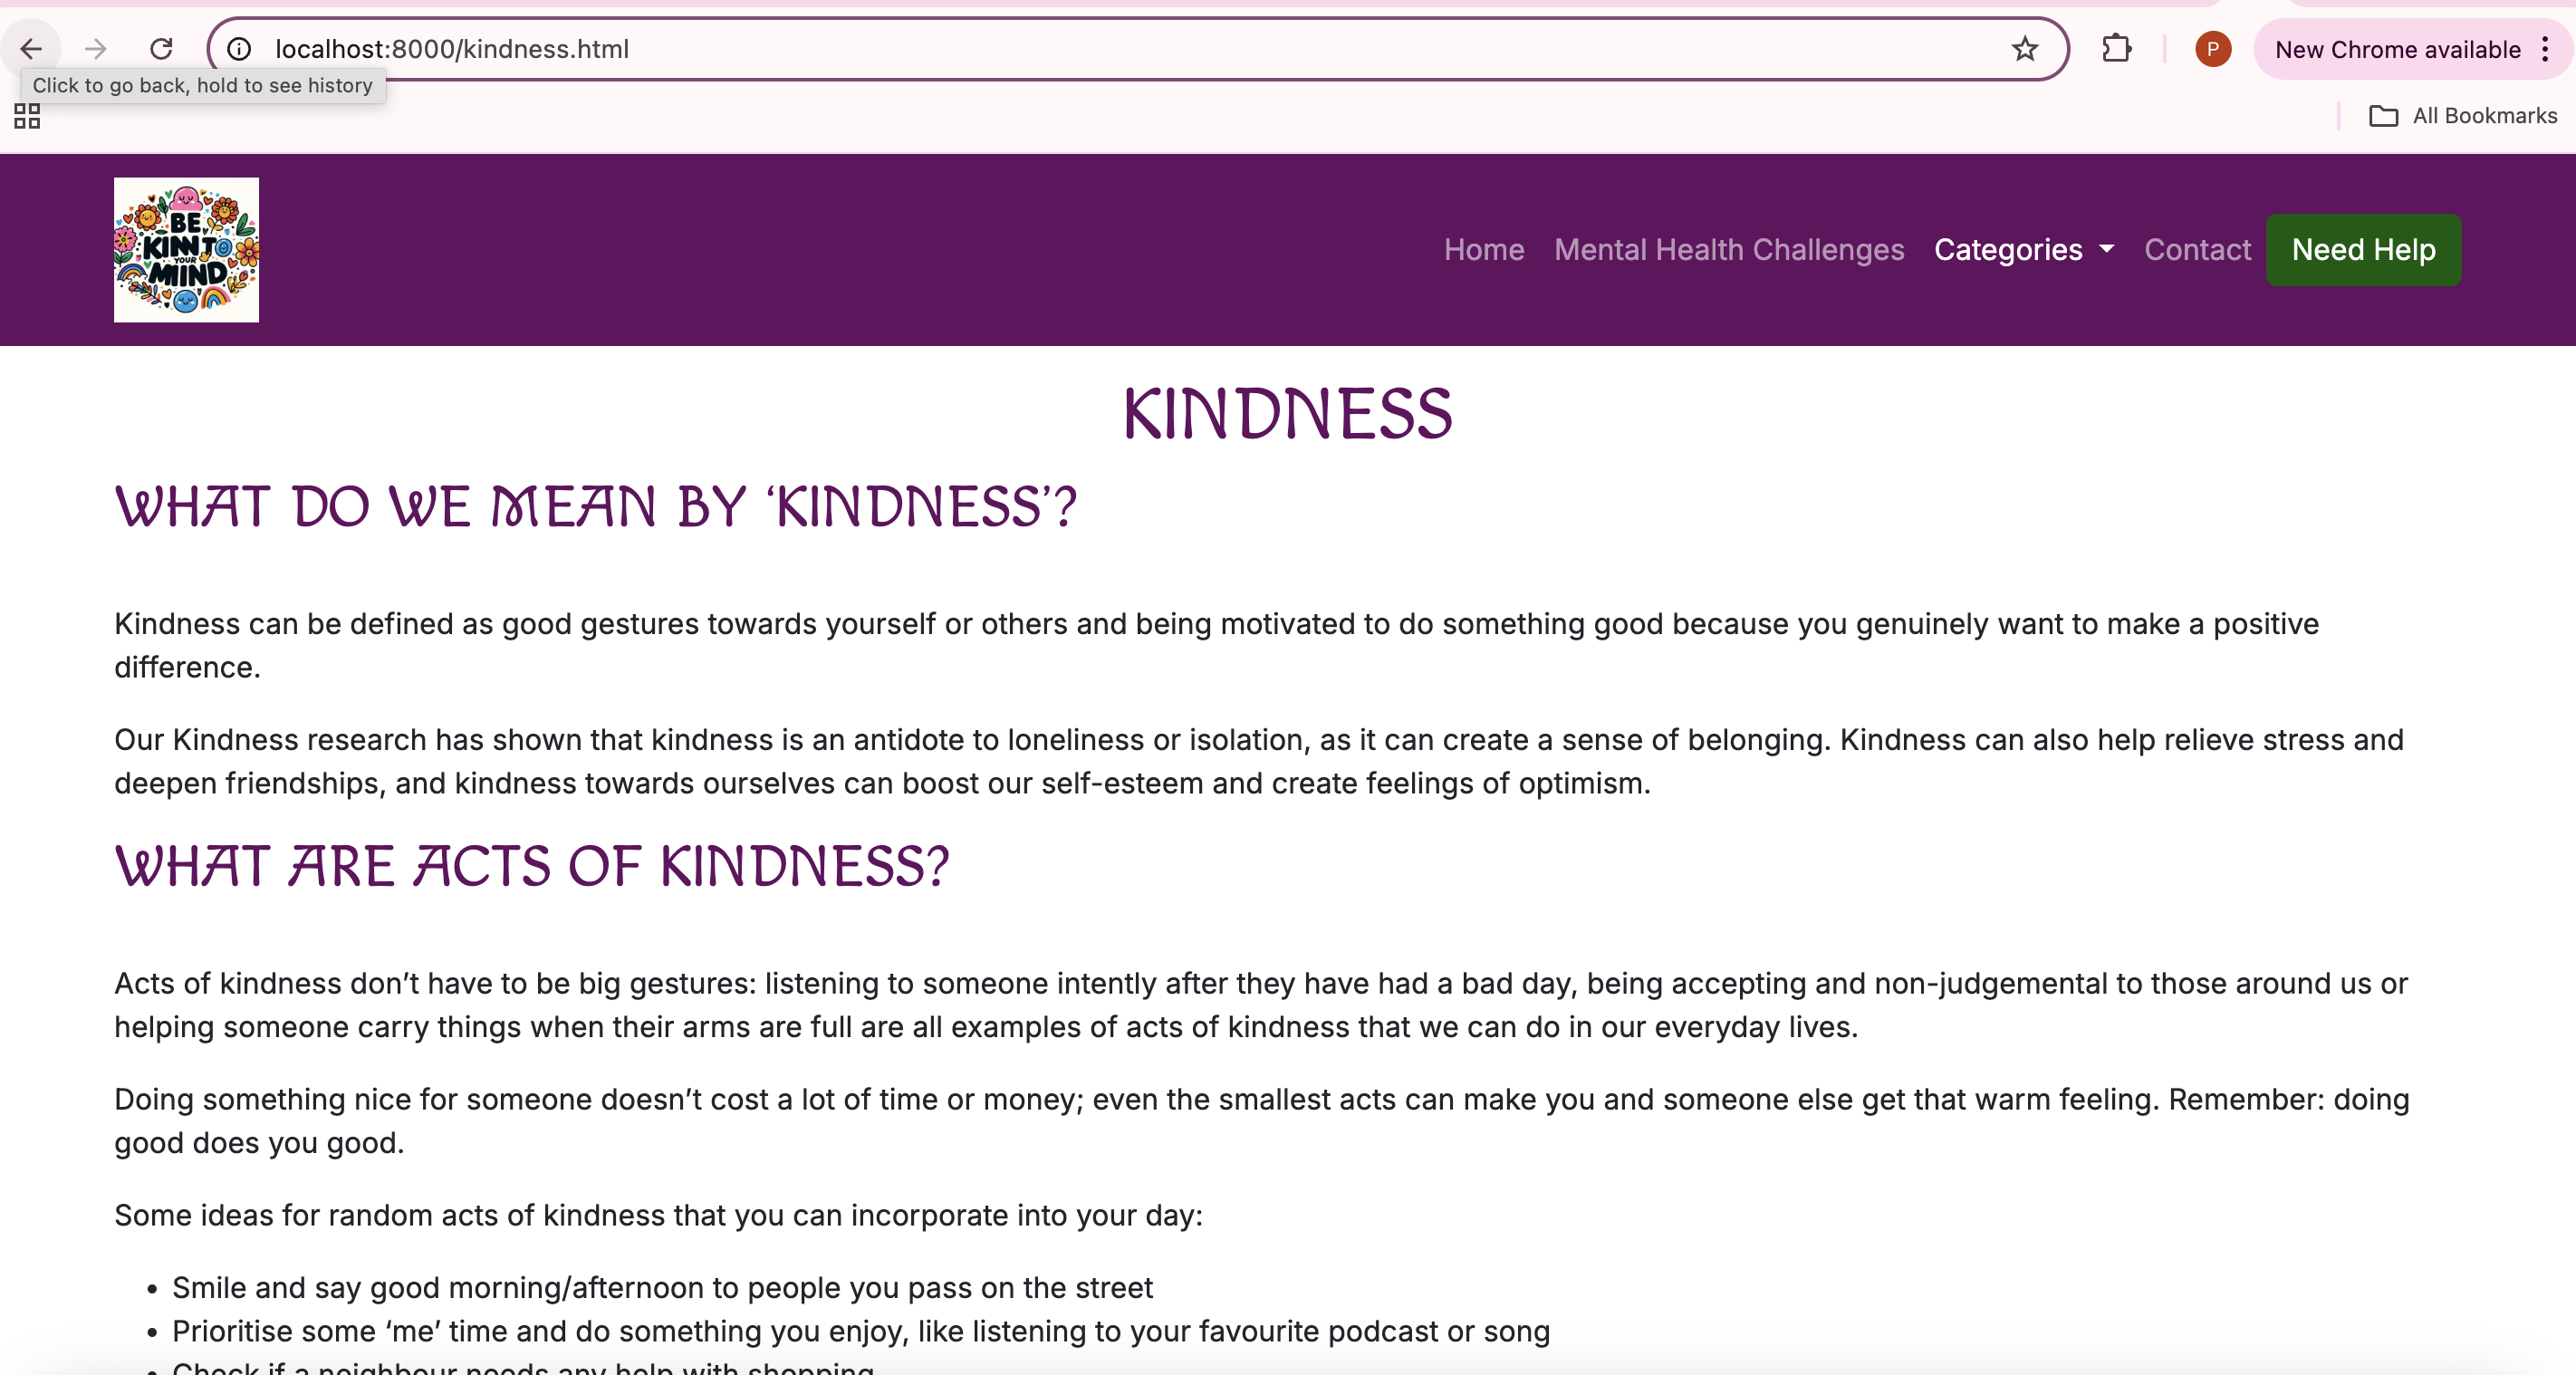 localhost:8000/kindness.html
P
New Chrome available
Click to go back, hold to see history
All Bookmarks
BE
KINN TO
YOUR
MIIND
Home Mental Health Challenges Categories Contact Need Help
KINDNESS
WHAT DO WE MEAN BY ‘KINDNESS’?
Kindness can be defined as good gestures towards yourself or others and being motivated to do something good because you genuinely want to make a positive
difference.
Our Kindness research has shown that kindness is an antidote to loneliness or isolation, as it can create a sense of belonging. Kindness can also help relieve stress and
deepen friendships, and kindness towards ourselves can boost our self-esteem and create feelings of optimism.
WHAT ARE ACTS OF KINDNESS?
Acts of kindness don’t have to be big gestures: listening to someone intently after they have had a bad day, being accepting and non-judgemental to those around us or
helping someone carry things when their arms are full are all examples of acts of kindness that we can do in our everyday lives.
Doing something nice for someone doesn’t cost a lot of time or money; even the smallest acts can make you and someone else get that warm feeling. Remember: doing
good does you good.
Some ideas for random acts of kindness that you can incorporate into your day:
• Smile and say good morning/afternoon to people you pass on the street
• Prioritise some ‘me’ time and do something you enjoy, like listening to your favourite podcast or song
• Check if a neighbour needs any help with shopping